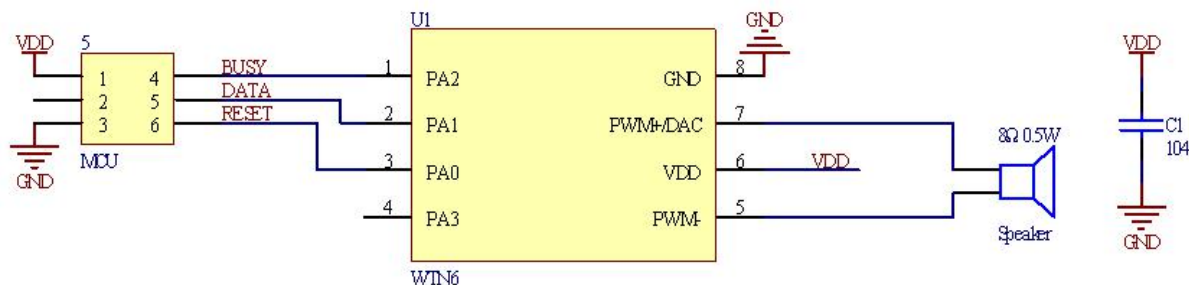 U1
GND
VDD
5
VDD
1 4 BUSY 1 PA2 GND 8
2 5 DATA
3 6 RESET 2 PA1 PWM+/DAC 7
8Ω 0.5W
C1
104
MCU
GND
3 PA0 VDD 6 VDD
4 PA3 PWM- 5
Speaker
GND
WTN6